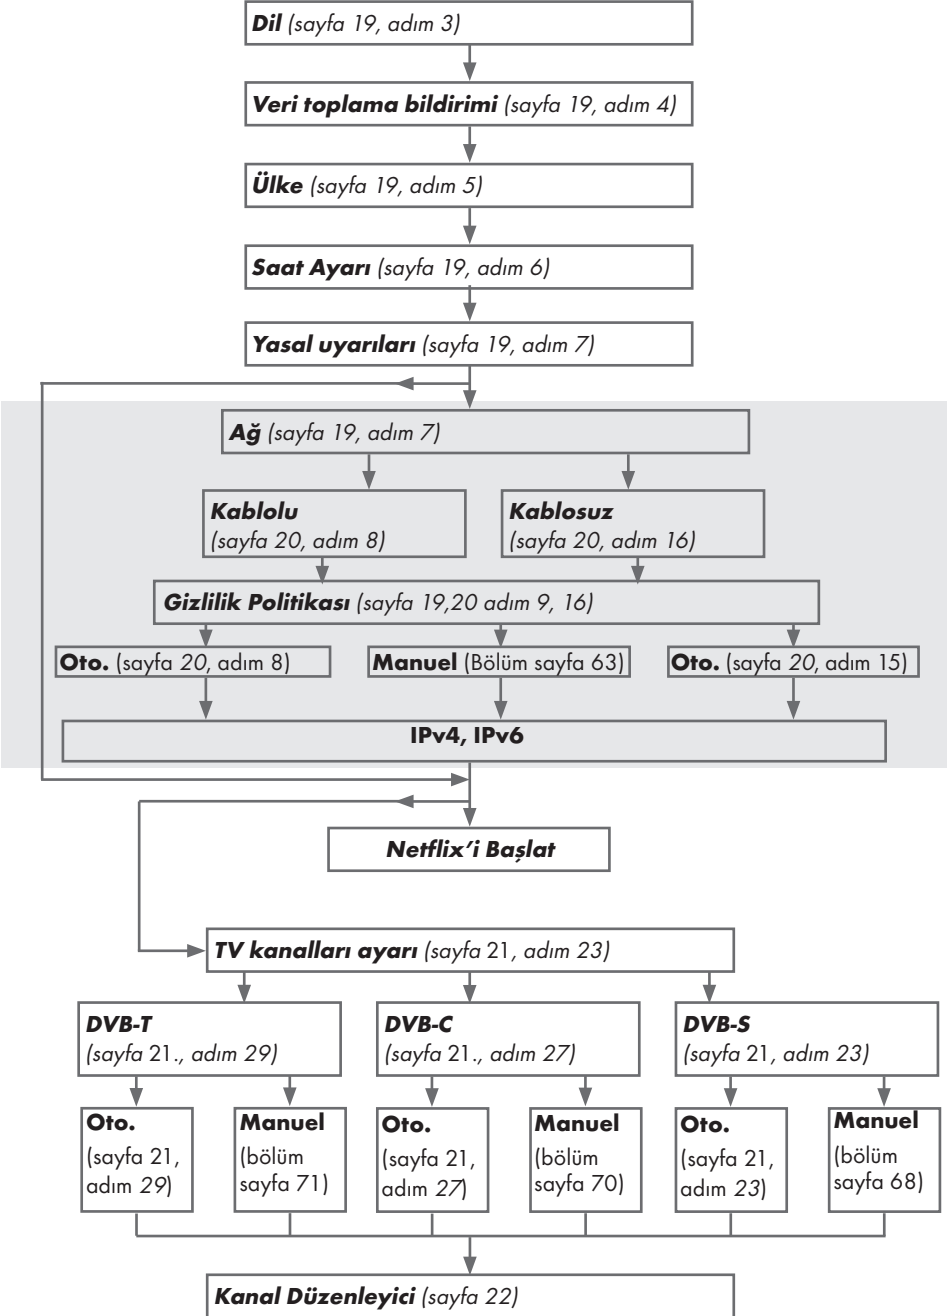 Dil (sayfa 19, adım 3)
Veri toplama bildirimi (sayfa 19, adım 4)
Ülke (sayfa 19, adım 5)
Saat Ayarı (sayfa 19, adım 6)
Yasal uyarıları (sayfa 19, adım 7)
Ağ (sayfa 19, adım 7)
Kablolu
(sayfa 20, adım 8)
Kablosuz
(sayfa 20, adım 16)
Gizlilik Politikası (sayfa 19,20 adım 9, 16)
Oto. (sayfa 20, adım 8)
Manuel (Bölüm sayfa 63)
Oto. (sayfa 20, adım 15)
IPv4, IPv6
Netflix’i Başlat
TV kanalları ayarı (sayfa 21, adım 23)
DVB-T
(sayfa 21., adım 29)
DVB-C
(sayfa 21., adım 27)
DVB-S
(sayfa 21, adım 23)
Oto.
(sayfa 21,
adım 29)
Manuel
(bölüm
sayfa 71)
Oto.
(sayfa 21,
adım 27)
Manuel
(bölüm
sayfa 70)
Oto.
(sayfa 21,
adım 23)
Manuel
(bölüm
sayfa 68)
Kanal Düzenleyici (sayfa 22)